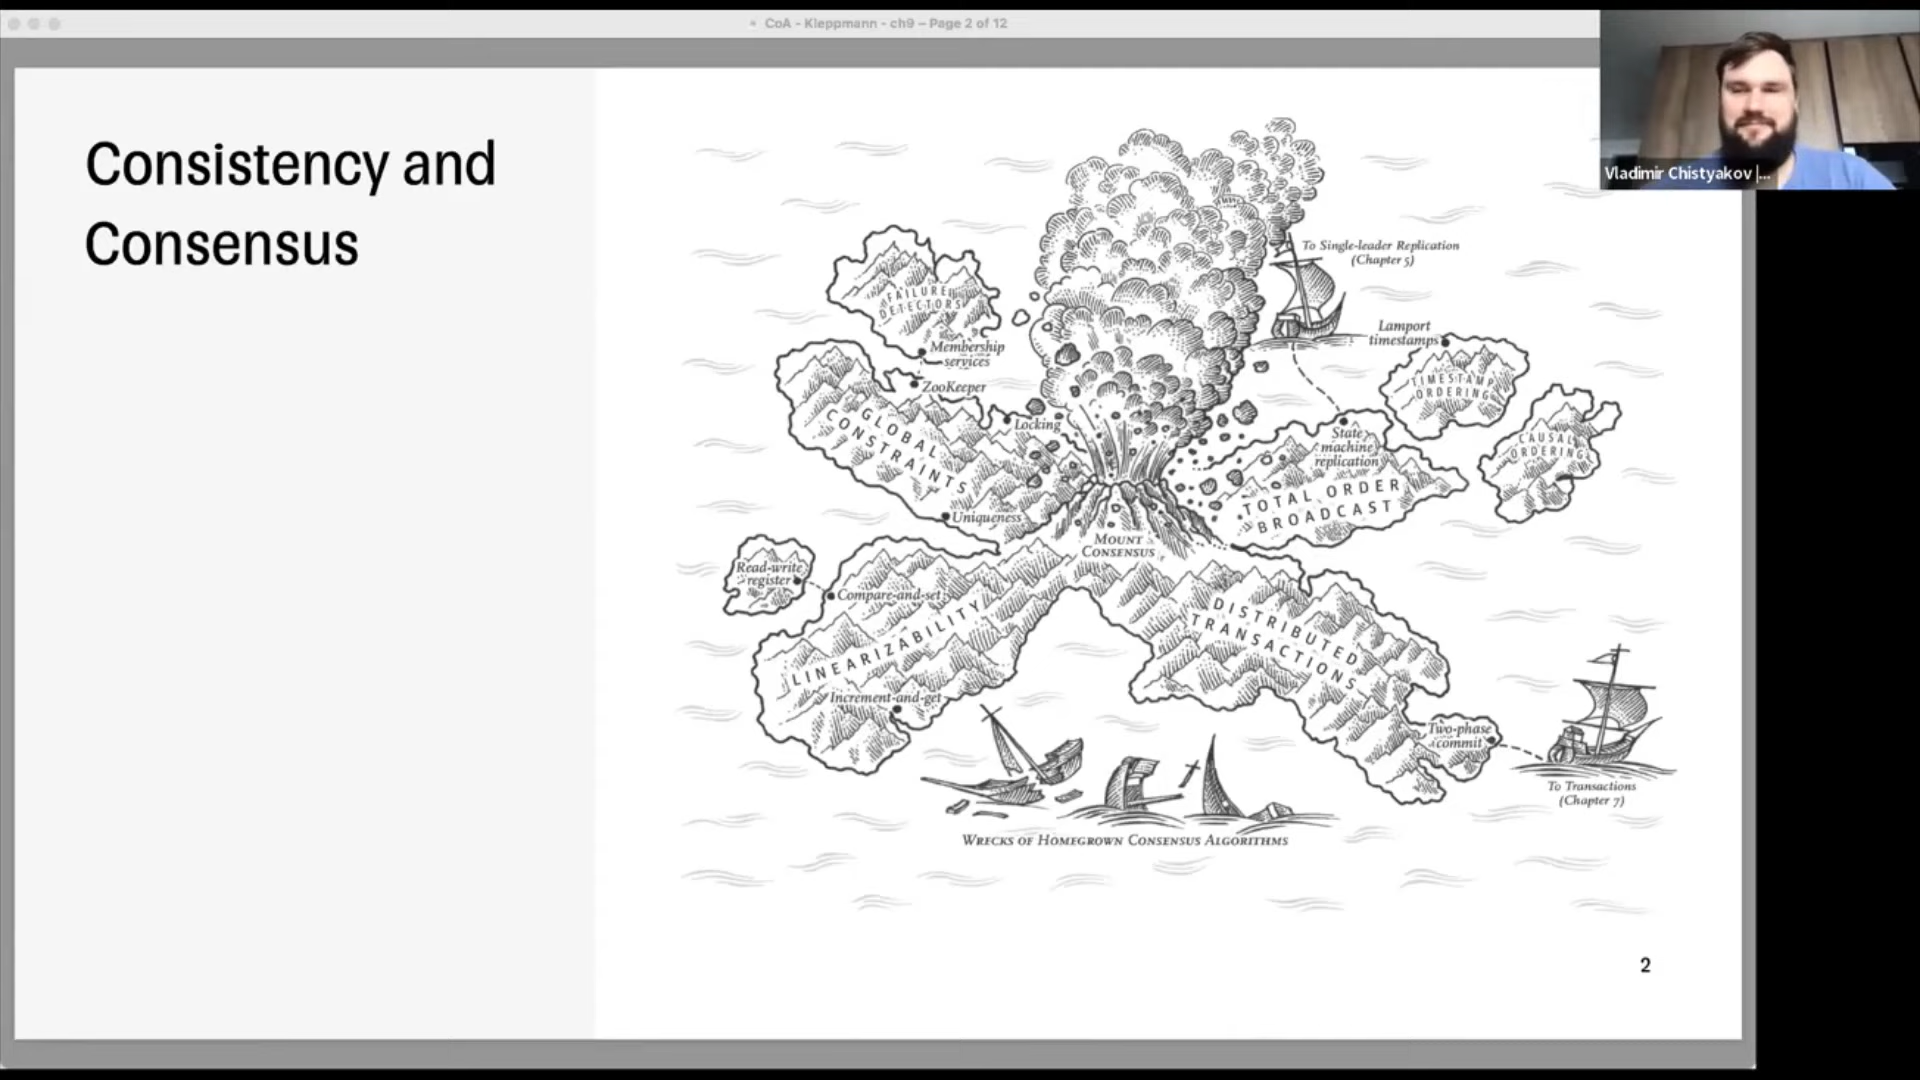 CoA - Kleppmann - ch9 – Page 2 of 12
Vladimir Chistyakov |...
Consistency and
Consensus
To Single-leader Replication
(Chapter 5)
FAILURE
DETECTORS
Membership
services
ZooKeeper
Lamport
timestamps
TIMESTAMP
ORDERING
GLOBAL
CONSTRAINTS
Locking
State
machine
replication
CAUSAL
ORDERING
TOTAL ORDER
BROADCAST
Uniqueness
MOUNT
CONSENSUS
Read-write
register
Compare-and-set
LINEARIZABILITY
DISTRIBUTED
TRANSACTIONS
Increment-and-get
Two-phase
commit
To Transactions
(Chapter 7)
WRECKS OF HOMEGROWN CONSENSUS ALGORITHMS
2